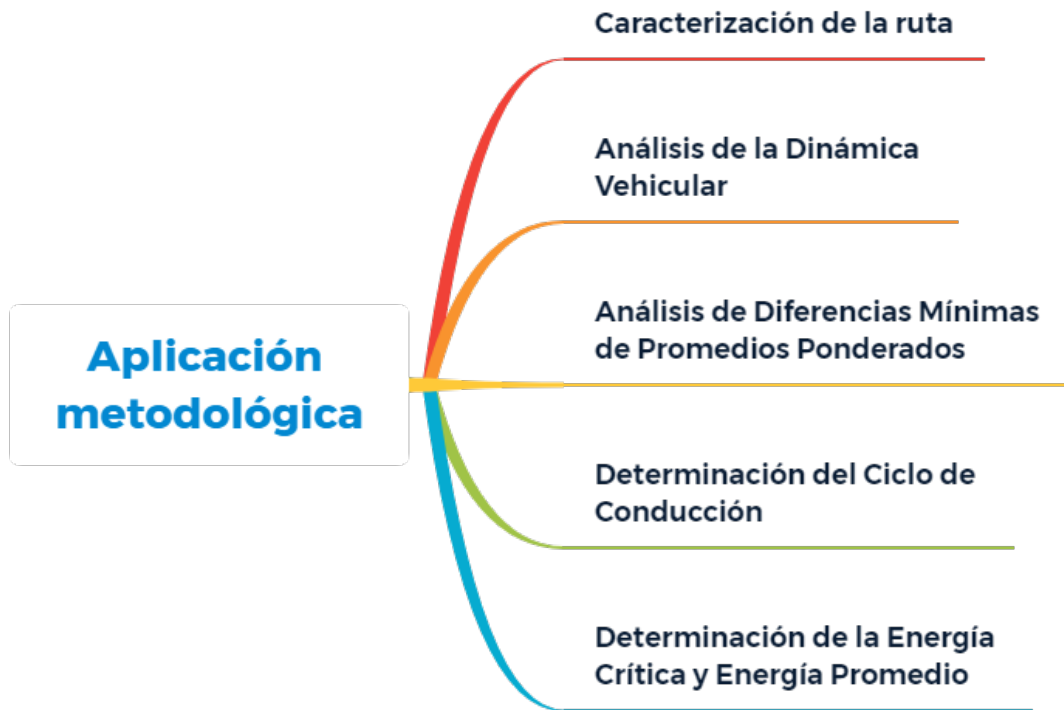 Caracterización de la ruta
Análisis de la Dinámica
Vehicular
Análisis de Diferencias Mínimas
de Promedios Ponderados
Aplicación
metodológica
Determinación del Ciclo de
Conducción
Determinación de la Energía
Crítica y Energía Promedio